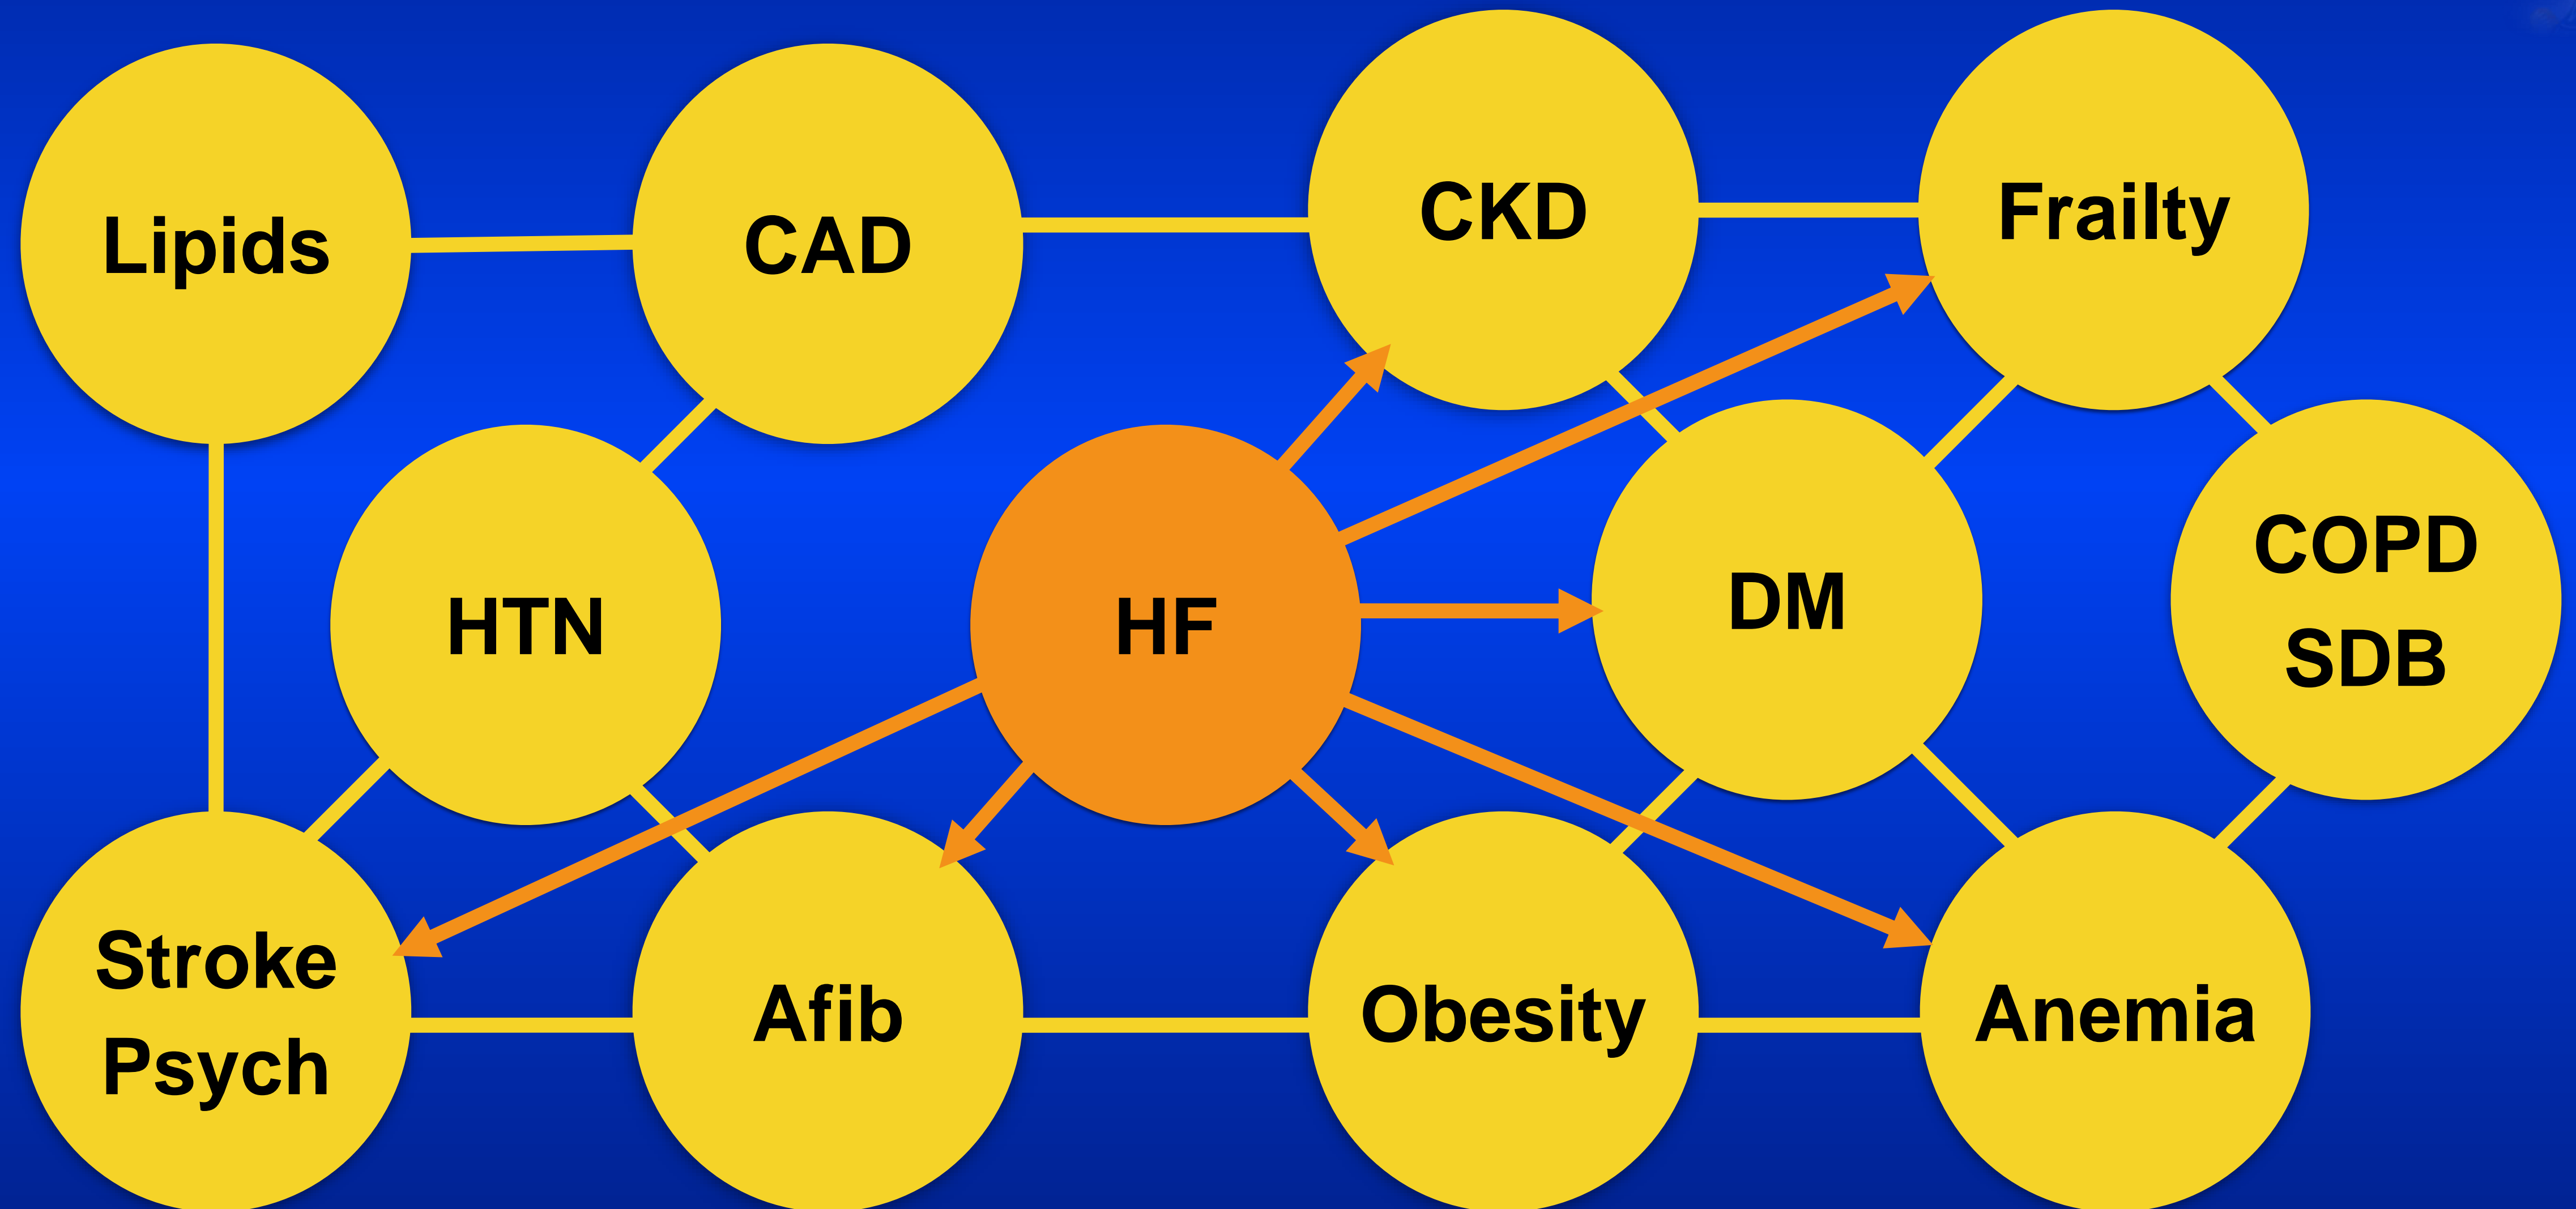 Lipids
CAD
CKD
Frailty
HTN
HF
DM
COPD
SDB
Stroke
Psych
Afib
Obesity
Anemia